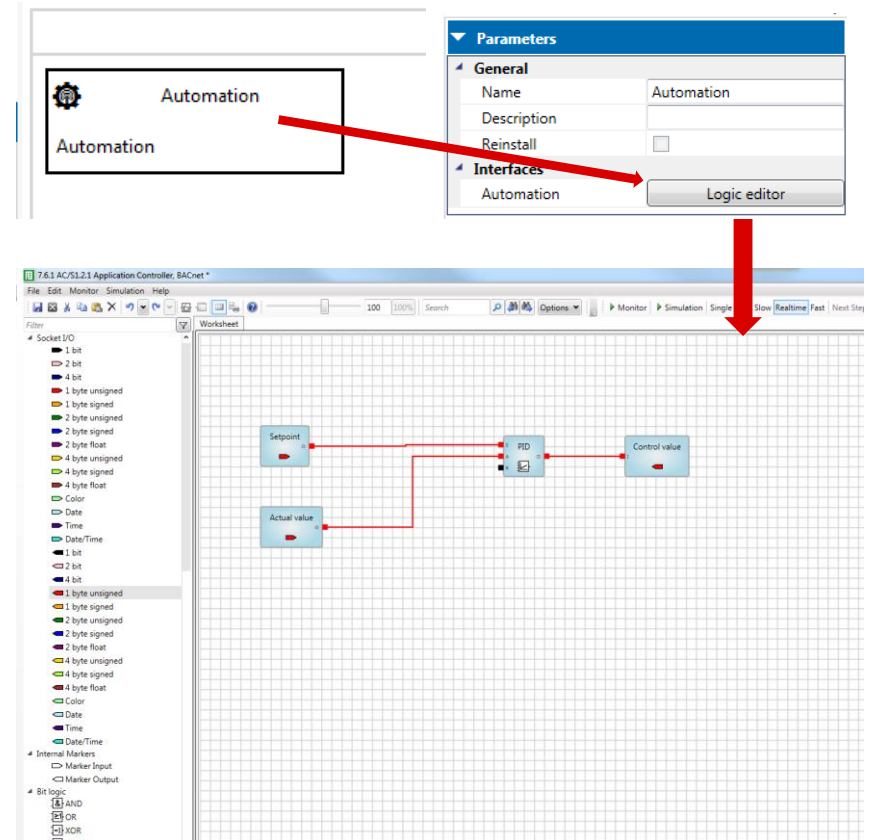 Automation
Automation
Parameters
General
Name Automation
Description
Reinstall
Interfaces
Automation Logic editor
7.6.1 AC/S1.2.1 Application Controller, BACnet *
File Edit Monitor Simulation Help
100 100% Search Options Monitor Simulation Single Slow Realtime Fast Next Step
Filter Worksheet
Socket I/O
1 bit
2 bit
4 bit
1 byte unsigned
1 byte signed
2 byte unsigned
2 byte signed
2 byte float
4 byte unsigned
4 byte signed
4 byte float
Color
Date
Time
Date/Time
1 bit
2 bit
4 bit
1 byte unsigned
1 byte signed
2 byte unsigned
2 byte signed
2 byte float
4 byte unsigned
4 byte signed
4 byte float
Color
Date
Time
Date/Time
Internal Markers
Marker Input
Marker Output
Bit logic
AND
OR
XOR
Setpoint
PID
Control value
Actual value